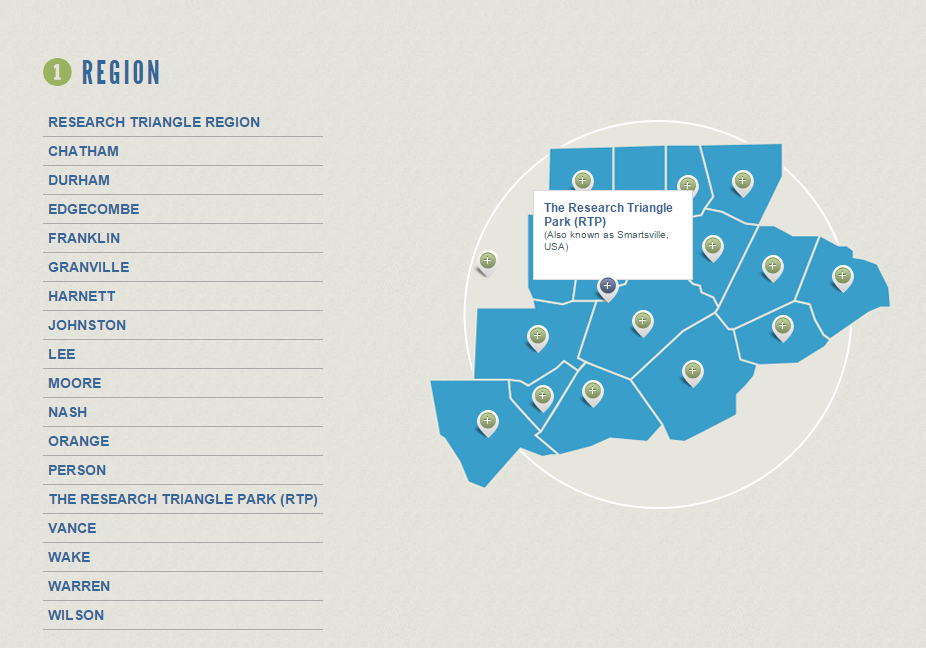 1 REGION
RESEARCH TRIANGLE REGION
CHATHAM
DURHAM
EDGECOMBE
FRANKLIN
GRANVILLE
HARNETT
JOHNSTON
LEE
MOORE
NASH
ORANGE
PERSON
THE RESEARCH TRIANGLE PARK (RTP)
VANCE
WAKE
WARREN
WILSON
The Research Triangle
Park (RTP)
(Also known as Smartsville,
USA)